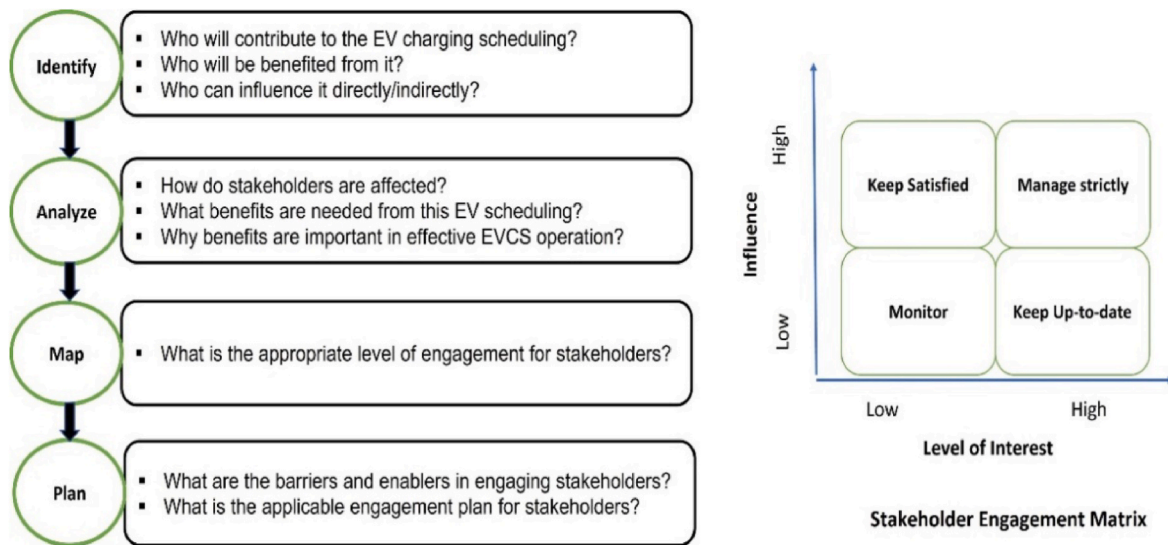 Identify
▪ Who will contribute to the EV charging scheduling?
▪ Who will be benefited from it?
▪ Who can influence it directly/indirectly?
Analyze
▪ How do stakeholders are affected?
▪ What benefits are needed from this EV scheduling?
▪ Why benefits are important in effective EVCS operation?
Map
▪ What is the appropriate level of engagement for stakeholders?
Plan
▪ What are the barriers and enablers in engaging stakeholders?
▪ What is the applicable engagement plan for stakeholders?
Influence
High
Low
Keep Satisfied
Manage strictly
Monitor
Keep Up-to-date
Low
High
Level of Interest
Stakeholder Engagement Matrix